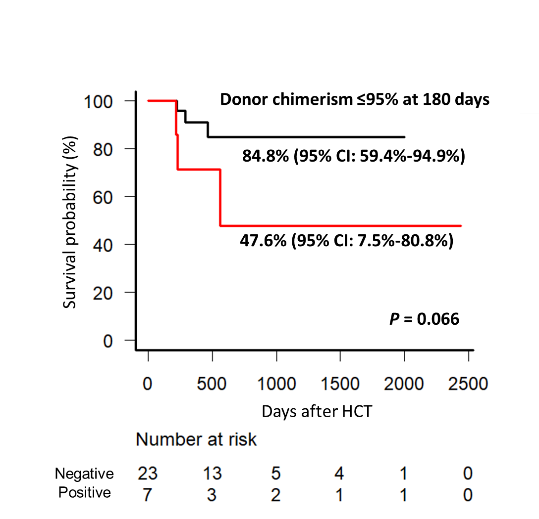 Donor chimerism ≤95% at 180 days
100
80
60
40
20
0
Survival probability (%)
84.8% (95% CI: 59.4%-94.9%)
47.6% (95% CI: 7.5%-80.8%)
P = 0.066
0 500 1000 1500 2000 2500
Days after HCT
Number at risk
Negative 23 13 5 4 1 0
Positive 7 3 2 1 1 0